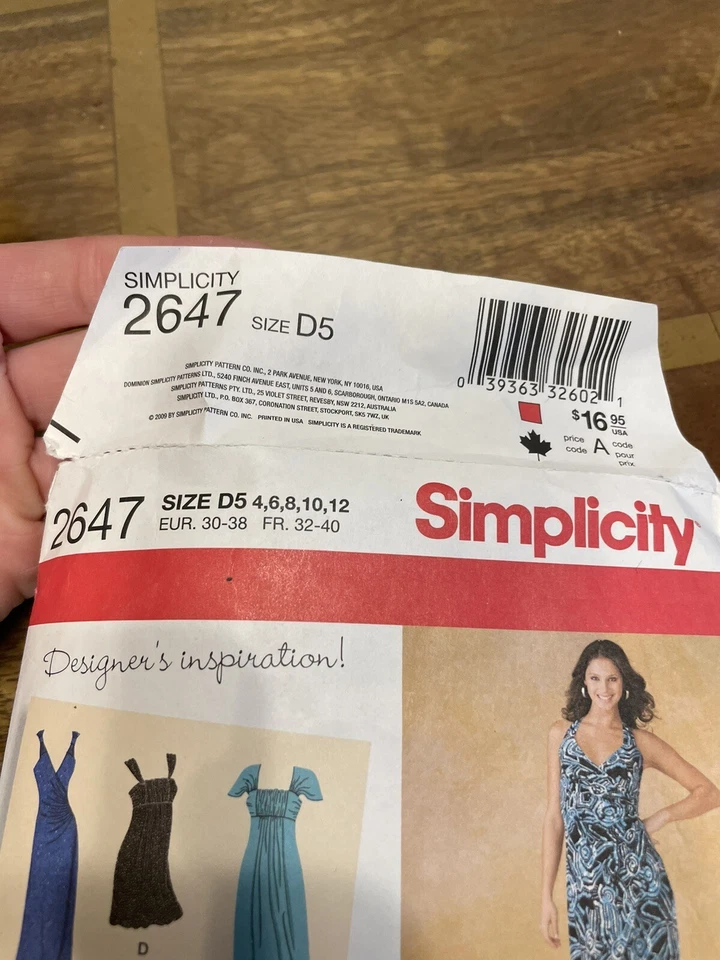 SIMPLICITY
2647 SIZE D5
SIMPLICITY PATTERN CO. INC., 2 PARK AVENUE, NEW YORK, NY 10016, USA
DOMINION SIMPLICITY PATTERNS LTD., 5240 FINCH AVENUE EAST, UNITS 5 AND 6, SCARBOROUGH, ONTARIO M1S 5A2, CANADA
SIMPLICITY PATTERNS PTY. LTD., 25 VIOLET STREET, REVESBY, NSW 2212, AUSTRALIA
SIMPLICITY LTD., P.O. BOX 367, CORONATION STREET, STOCKPORT, SK5 7WZ, UK
© 2009 BY SIMPLICITY PATTERN CO. INC. PRINTED IN USA SIMPLICITY IS A REGISTERED TRADEMARK
0 39363 32602 1
$16 95
USA
price code A code pour prix
2647 SIZE D5 4,6,8,10,12
EUR. 30-38 FR. 32-40
Simplicity
Designer's inspiration!
D